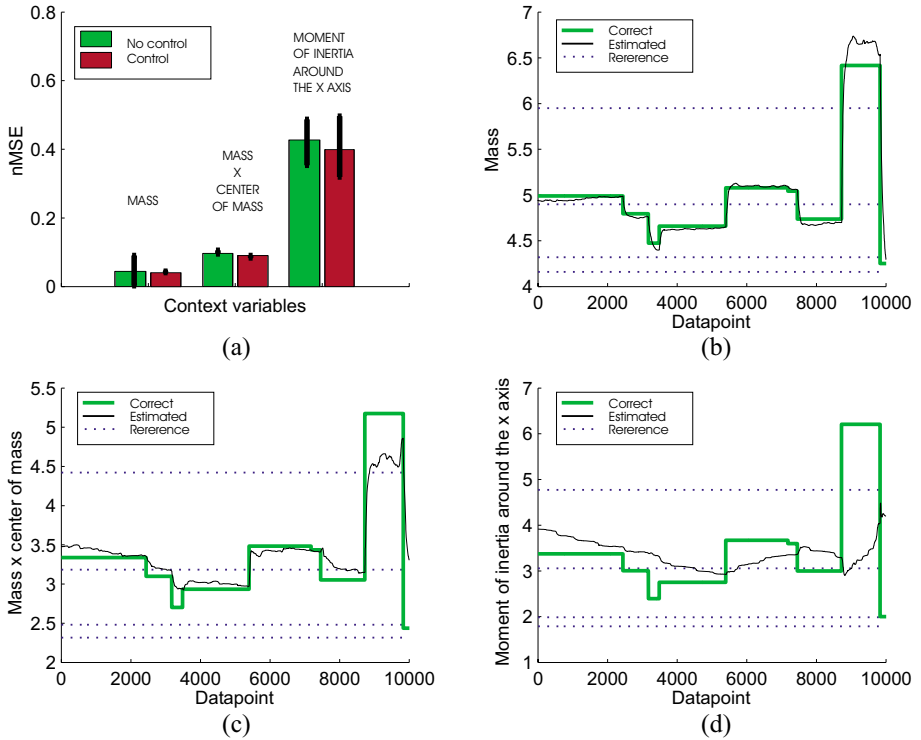 0.8
0.6
0.4
0.2
0
nMSE
No control
Control
MASS
MASS
X
CENTER
OF MASS
MOMENT
OF INERTIA
AROUND
THE X AXIS
Context variables
(a)
7
6.5
6
5.5
5
4.5
4
Mass
Correct
Estimated
Rererence
0 2000 4000 6000 8000 10000
Datapoint
(b)
5.5
5
4.5
4
3.5
3
2.5
2
Mass x center of mass
Correct
Estimated
Rererence
0 2000 4000 6000 8000 10000
Datapoint
(c)
7
6
5
4
3
2
1
Moment of inertia around the x axis
Correct
Estimated
Rererence
0 2000 4000 6000 8000 10000
Datapoint
(d)